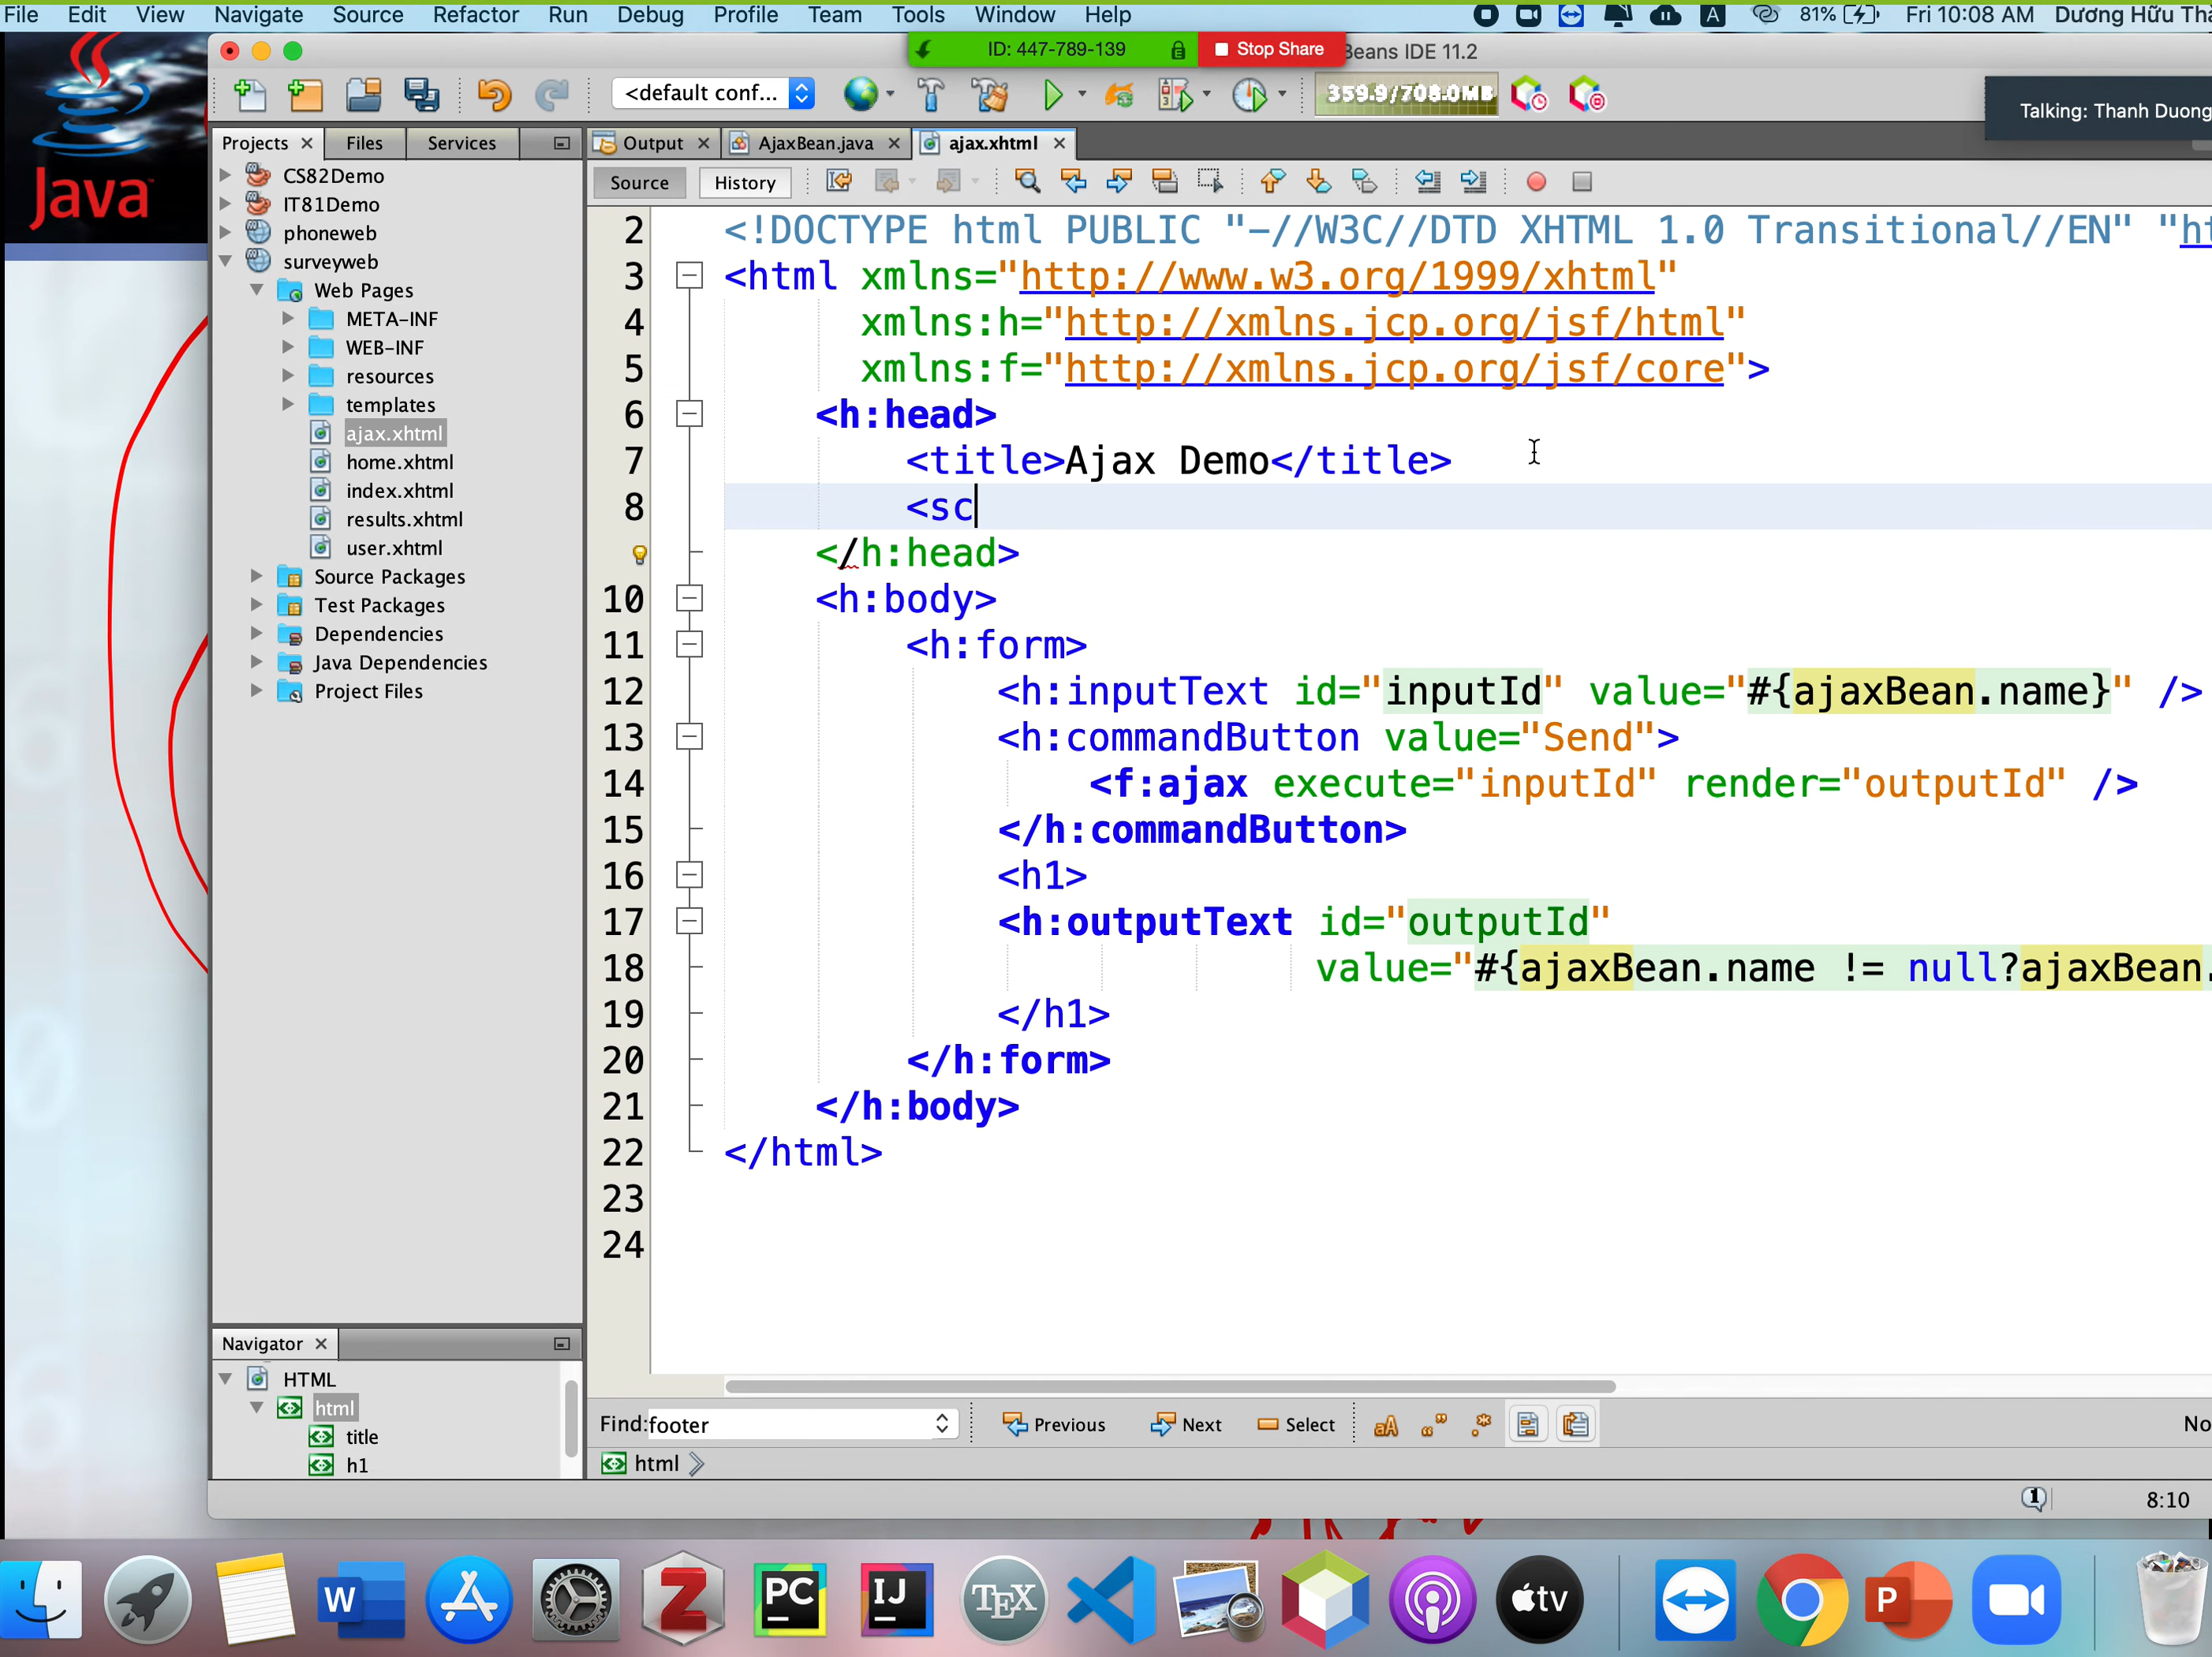 File Edit View Navigate Source Refactor Run Debug Profile Team Tools Window Help A 81% Fri 10:08 AM Dương Hữu
ID: 447-789-139 Stop Share Beans IDE 11.2
<default conf... 359.9/708.0MB
Talking: Thanh Duong
Java
Projects Files Services
Output AjaxBean.java ajax.xhtml
Source History
CS82Demo
IT81Demo
phoneweb
surveyweb
Web Pages
META-INF
WEB-INF
resources
templates
ajax.xhtml
home.xhtml
index.xhtml
results.xhtml
user.xhtml
Source Packages
Test Packages
Dependencies
Java Dependencies
Project Files
2 <!DOCTYPE html PUBLIC "-//W3C//DTD XHTML 1.0 Transitional//EN" "ht
3 <html xmlns="http://www.w3.org/1999/xhtml"
4 xmlns:h="http://xmlns.jcp.org/jsf/html"
5 xmlns:f="http://xmlns.jcp.org/jsf/core">
6 <h:head>
7 <title>Ajax Demo</title>
8 <sc
</h:head>
10 <h:body>
11 <h:form>
12 <h:inputText id="inputId" value="#{ajaxBean.name}" />
13 <h:commandButton value="Send">
14 <f:ajax execute="inputId" render="outputId" />
15 </h:commandButton>
16 <h1>
17 <h:outputText id="outputId"
18 value="#{ajaxBean.name != null?ajaxBean.
19 </h1>
20 </h:form>
21 </h:body>
22 </html>
23
24
Navigator
HTML
html
title
h1
Find: footer Previous Next Select No
html
1 8:10
W Z PC IJ TEX tv P